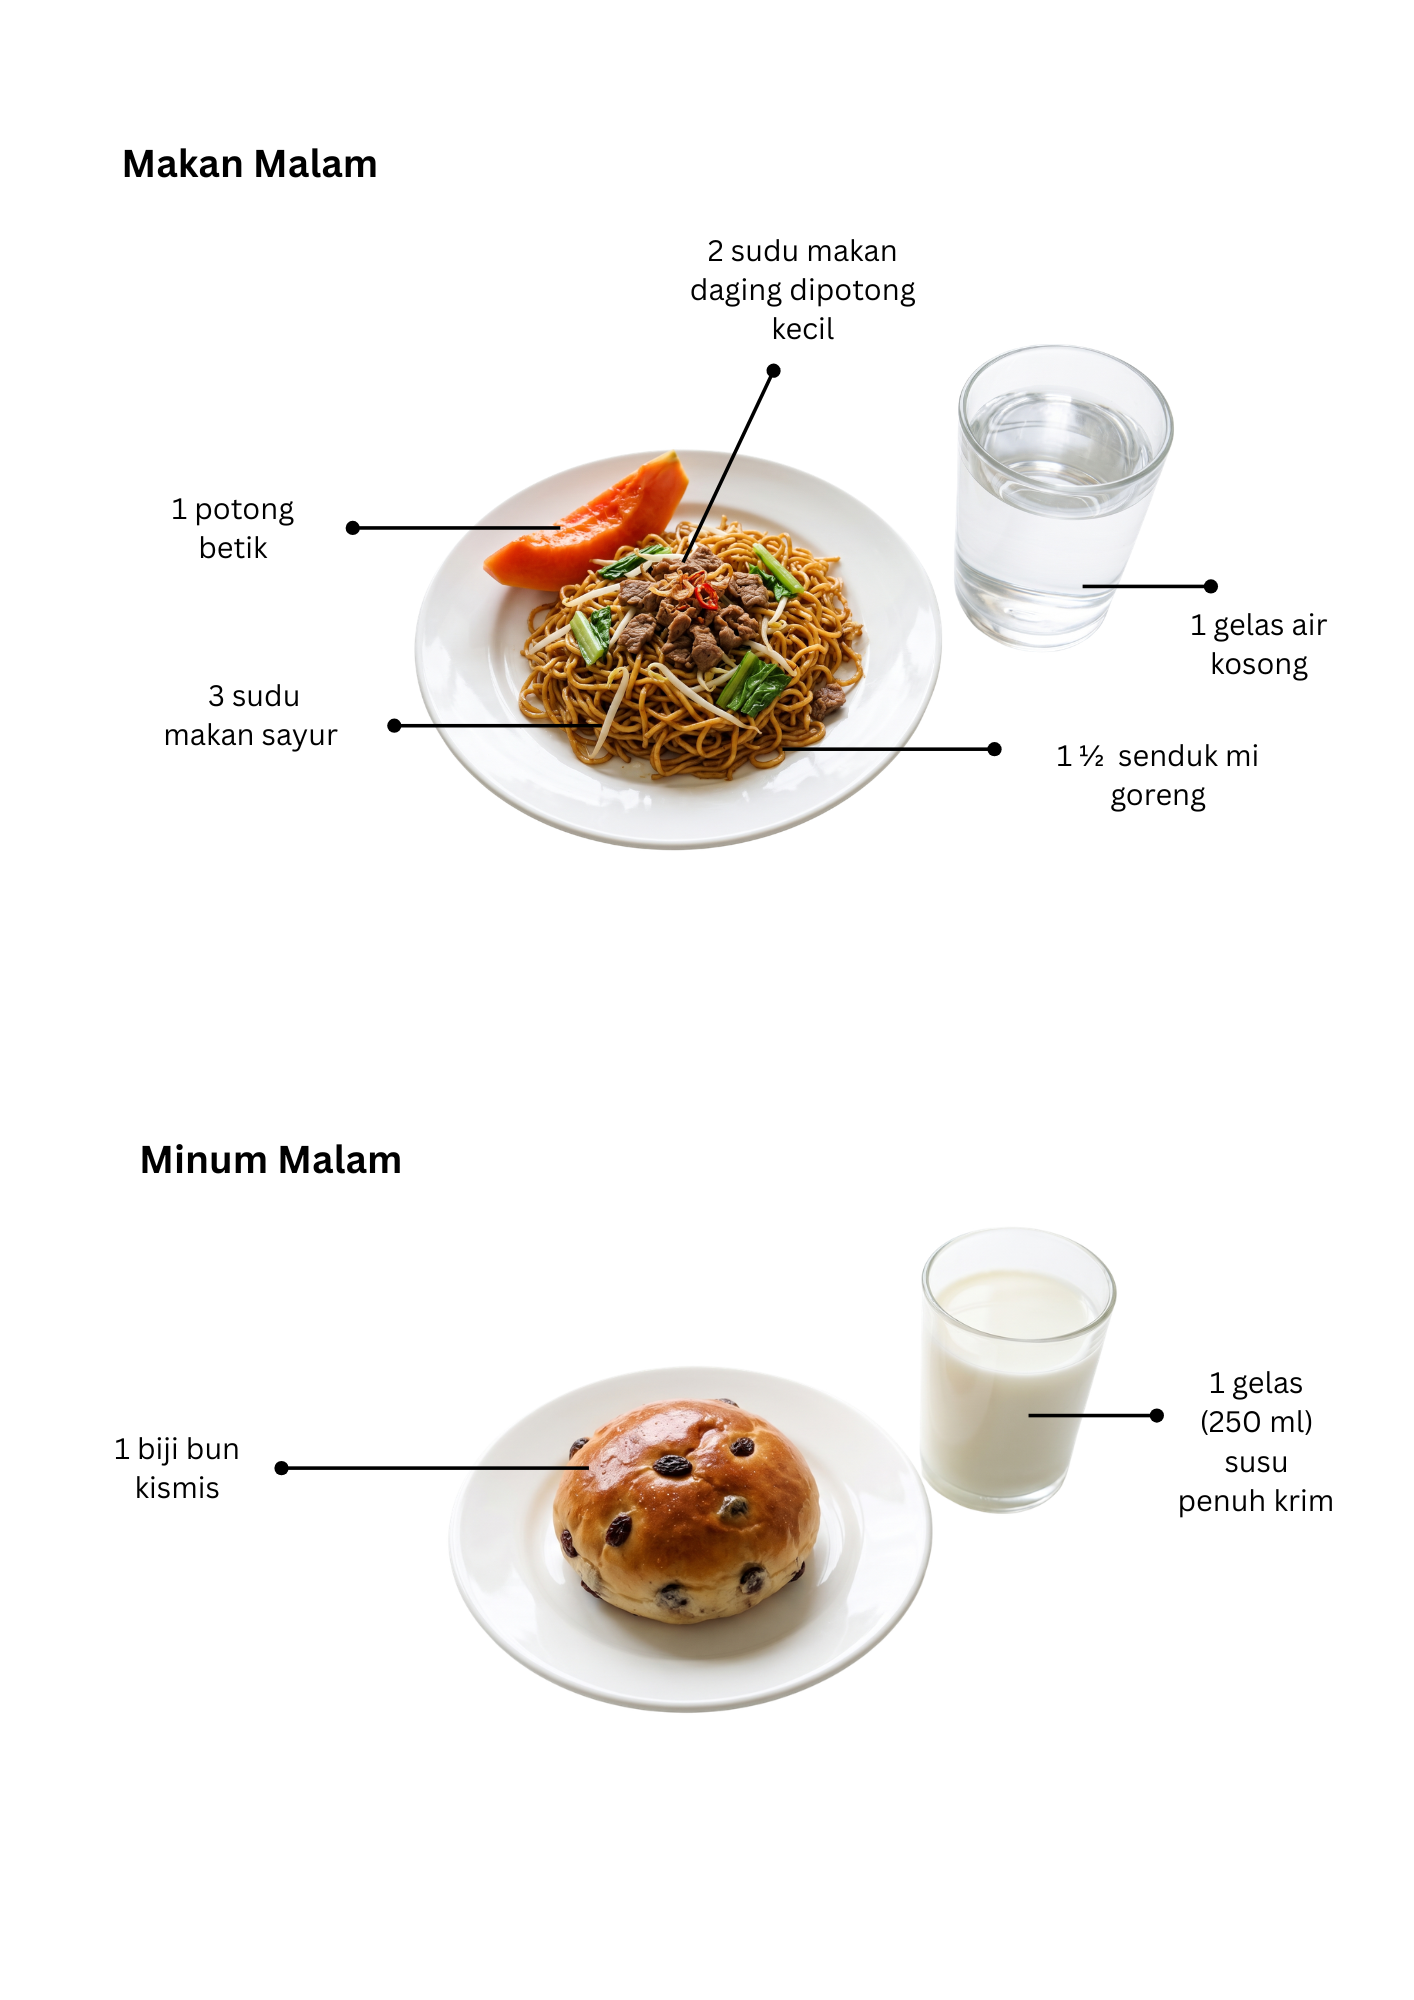 Makan Malam
2 sudu makan
daging dipotong
kecil
1 potong
betik
1 gelas air
kosong
3 sudu
makan sayur
1 ½ senduk mi
goreng
Minum Malam
1 gelas
(250 ml)
susu
penuh krim
1 biji bun
kismis